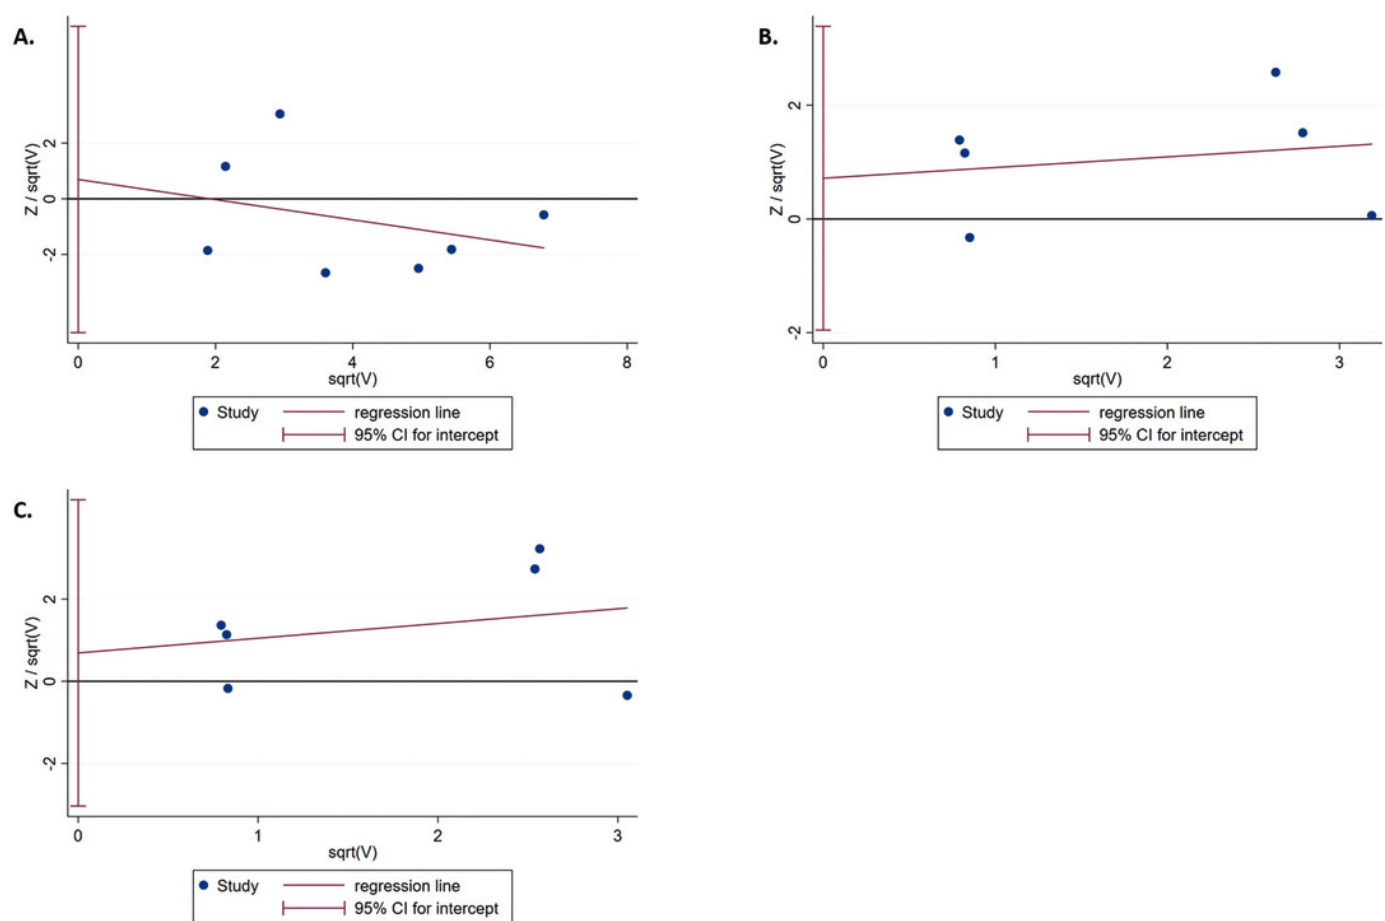 A.
Z / sqrt(V)
2
0
-2
0 2 4 6 8
sqrt(V)
Study regression line
95% CI for intercept
B.
Z / sqrt(V)
2
0
-2
0 1 2 3
sqrt(V)
Study regression line
95% CI for intercept
C.
Z / sqrt(V)
2
0
-2
0 1 2 3
sqrt(V)
Study regression line
95% CI for intercept